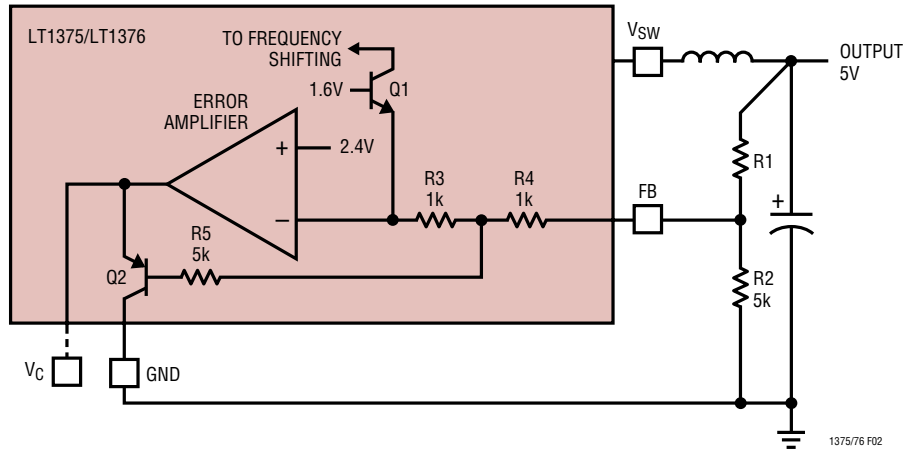 LT1375/LT1376
TO FREQUENCY
SHIFTING
VSW
OUTPUT
5V
1.6V
Q1
ERROR
AMPLIFIER
+
2.4V
R1
R3
1k
R4
1k
FB
+
–
R5
5k
Q2
R2
5k
VC
GND
1375/76 F02